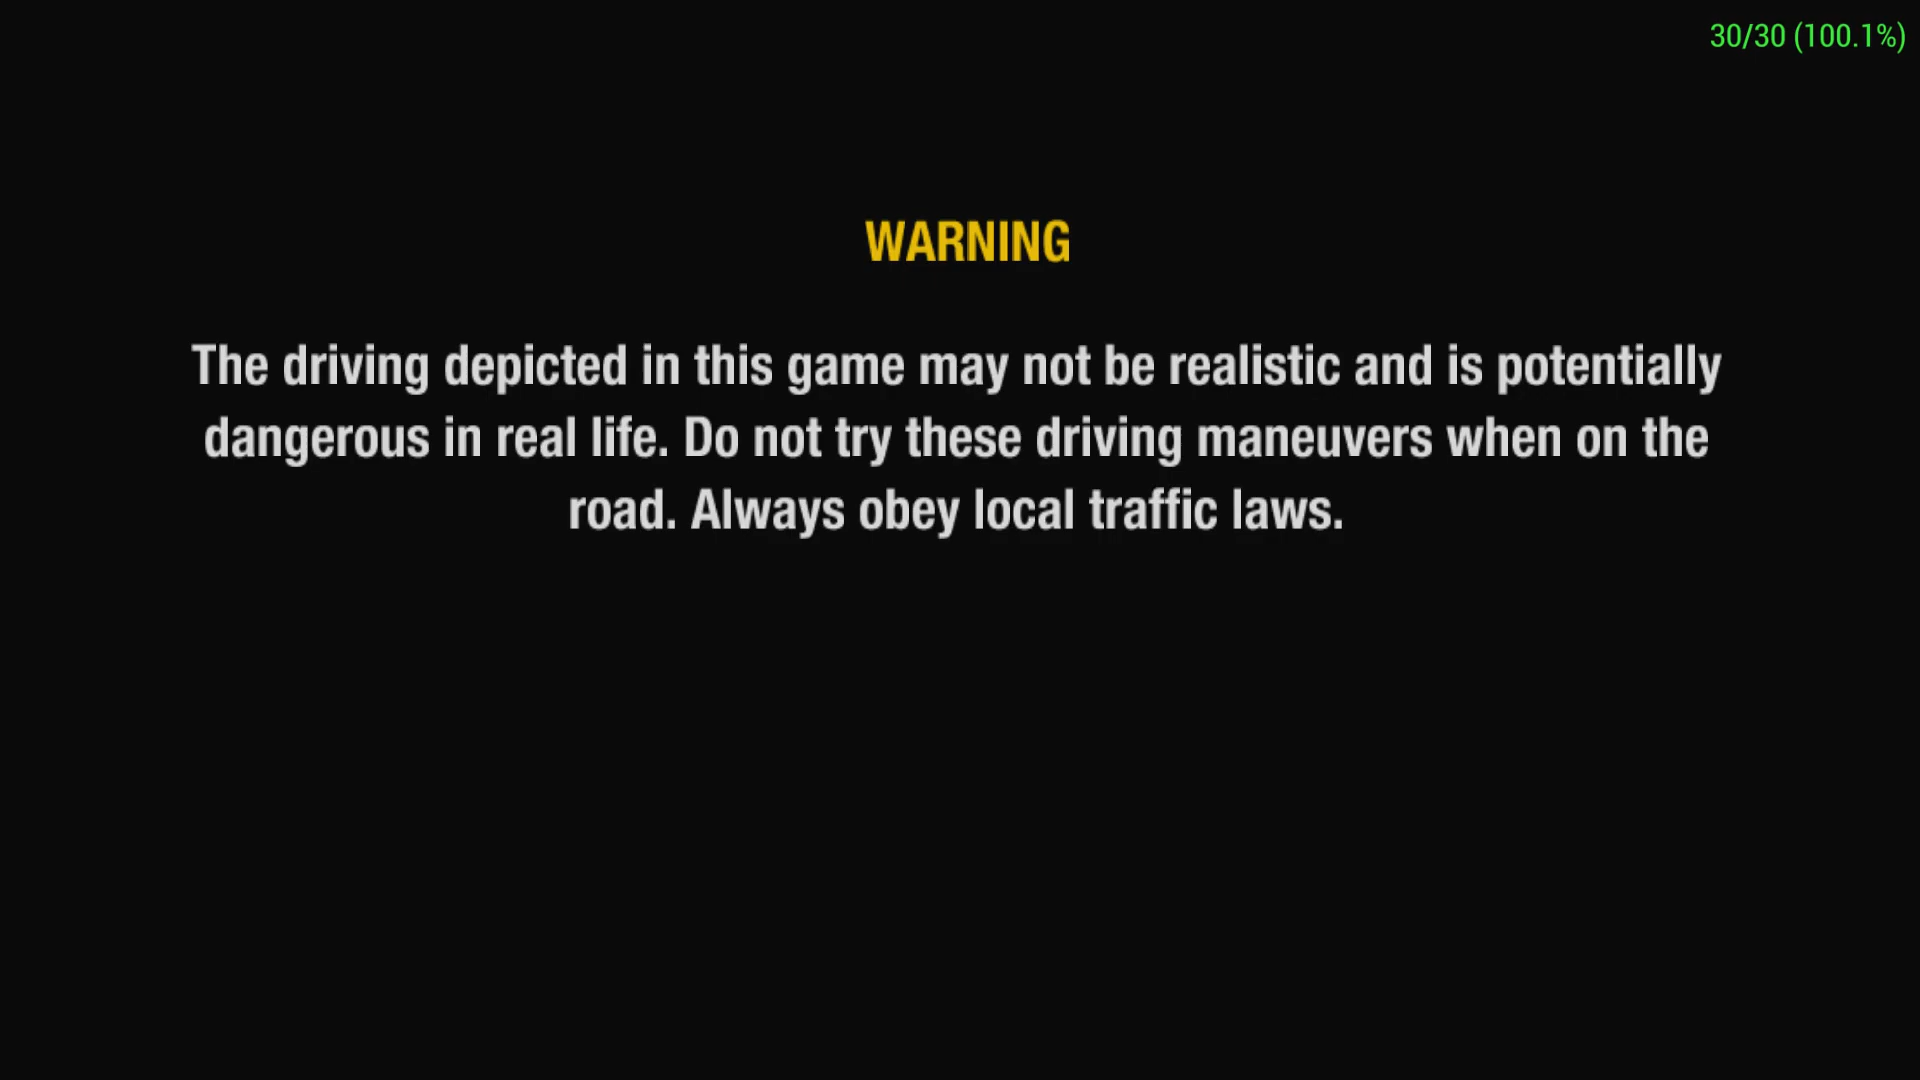 30/30 (100.1%)
WARNING
The driving depicted in this game may not be realistic and is potentially
dangerous in real life. Do not try these driving maneuvers when on the
road. Always obey local traffic laws.